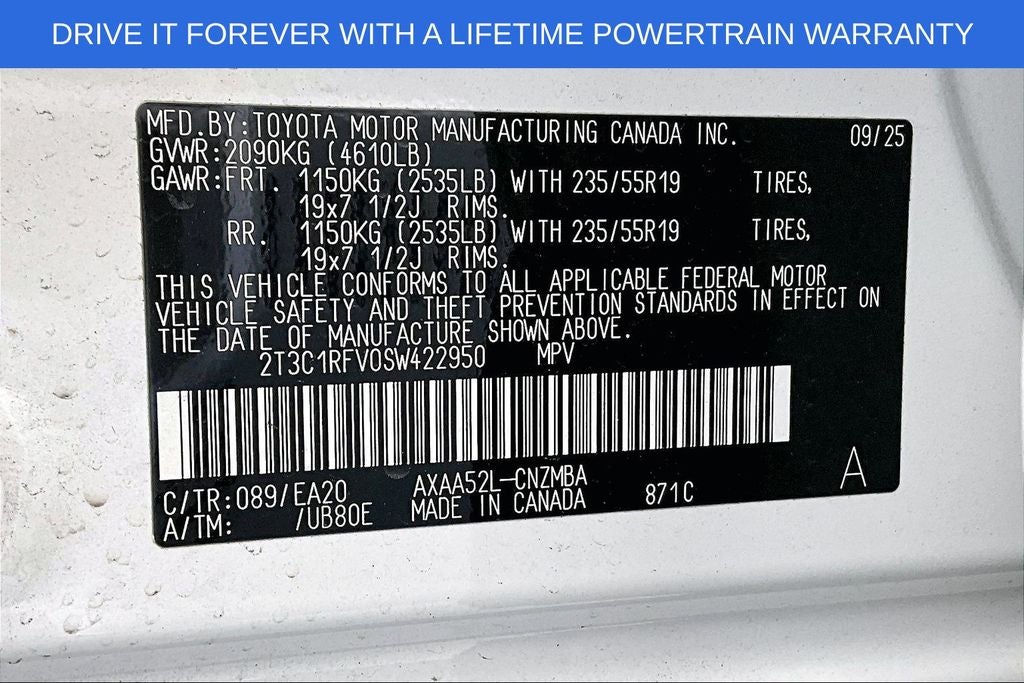 DRIVE IT FOREVER WITH A LIFETIME POWERTRAIN WARRANTY
MFD.BY:TOYOTA MOTOR MANUFACTURING CANADA INC. 09/25
GVWR:2090KG (4610LB)
GAWR:FRT. 1150KG (2535LB) WITH 235/55R19 TIRES,
19x7 1/2J RIMS.
RR. 1150KG (2535LB) WITH 235/55R19 TIRES,
19x7 1/2J RIMS.
THIS VEHICLE CONFORMS TO ALL APPLICABLE FEDERAL MOTOR
VEHICLE SAFETY AND THEFT PREVENTION STANDARDS IN EFFECT ON
THE DATE OF MANUFACTURE SHOWN ABOVE.
2T3C1RFV0SW422950 MPV
C/TR:089/EA20 AXAA52L-CNZMBA 871C A
A/TM: /UB80E MADE IN CANADA